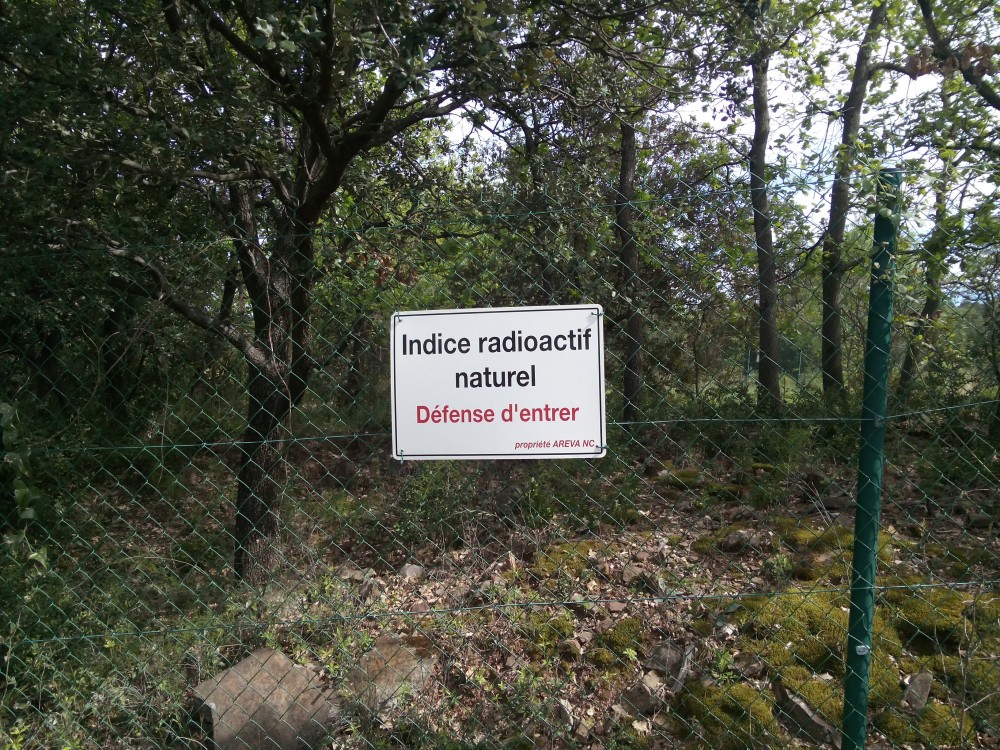 Indice radioactif
naturel
Défense d'entrer
propriété AREVA NC